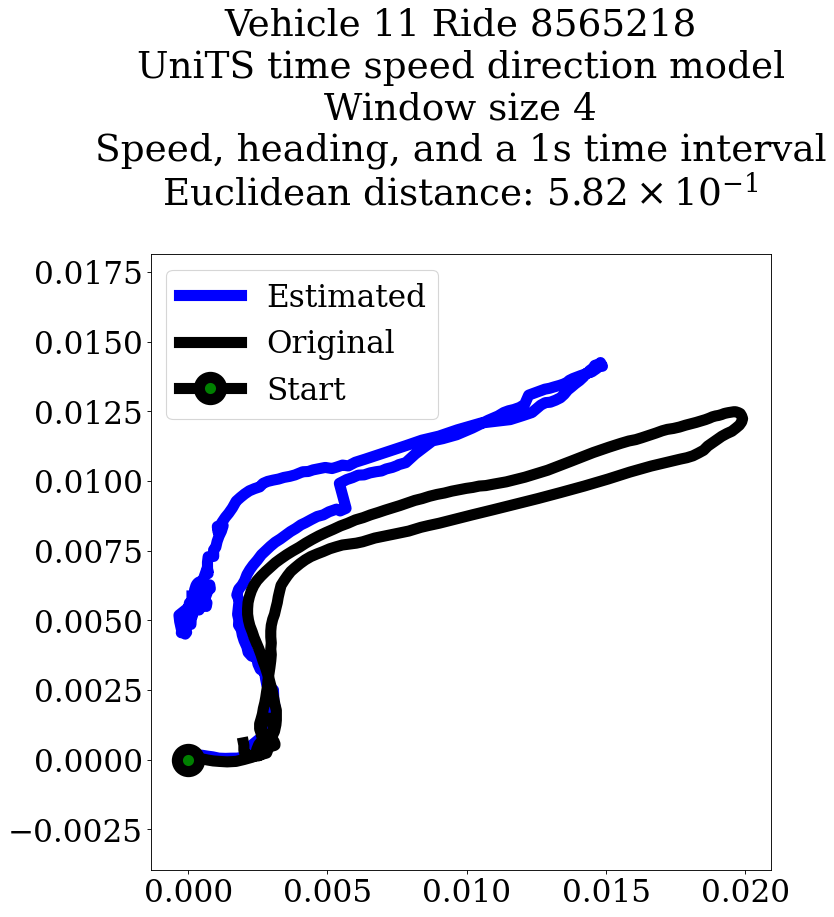 Vehicle 11 Ride 8565218
UniTS time speed direction model
Window size 4
Speed, heading, and a 1s time interval
Euclidean distance: 5.82 × 10⁻¹
0.0175
0.0150
0.0125
0.0100
0.0075
0.0050
0.0025
0.0000
−0.0025
Estimated
Original
Start
0.000 0.005 0.010 0.015 0.020